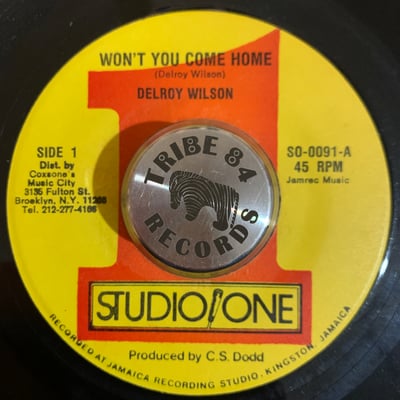 WON'T YOU COME HOME
(Delroy Wilson)
DELROY WILSON
SIDE 1
Dist. by
Coxsone's
Music City
3135 Fulton St.
Brooklyn, N.Y. 11208
Tel. 212-277-4166
SO-0091-A
45 RPM
Jamrec Music
TRIBE 84
RECORDS
STUDIO ONE
Produced by C.S. Dodd
RECORDED AT JAMAICA RECORDING STUDIO, KINGSTON, JAMAICA